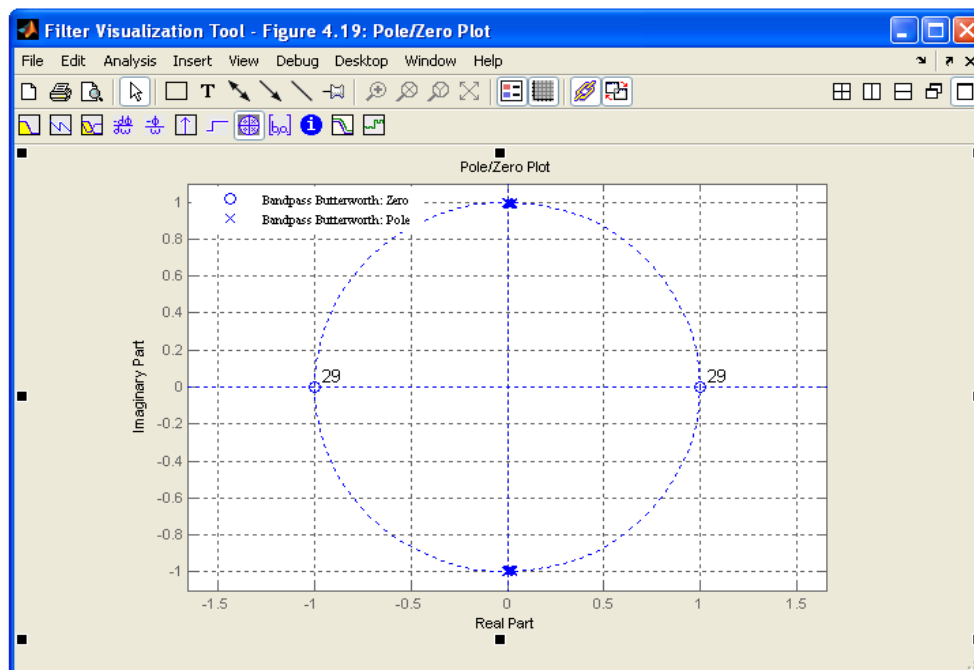 Filter Visualization Tool - Figure 4.19: Pole/Zero Plot
File Edit Analysis Insert View Debug Desktop Window Help
T
Pole/Zero Plot
Bandpass Butterworth: Zero
Bandpass Butterworth: Pole
1
0.8
0.6
0.4
0.2
0
-0.2
-0.4
-0.6
-0.8
-1
Imaginary Part
29
29
-1.5 -1 -0.5 0 0.5 1 1.5
Real Part